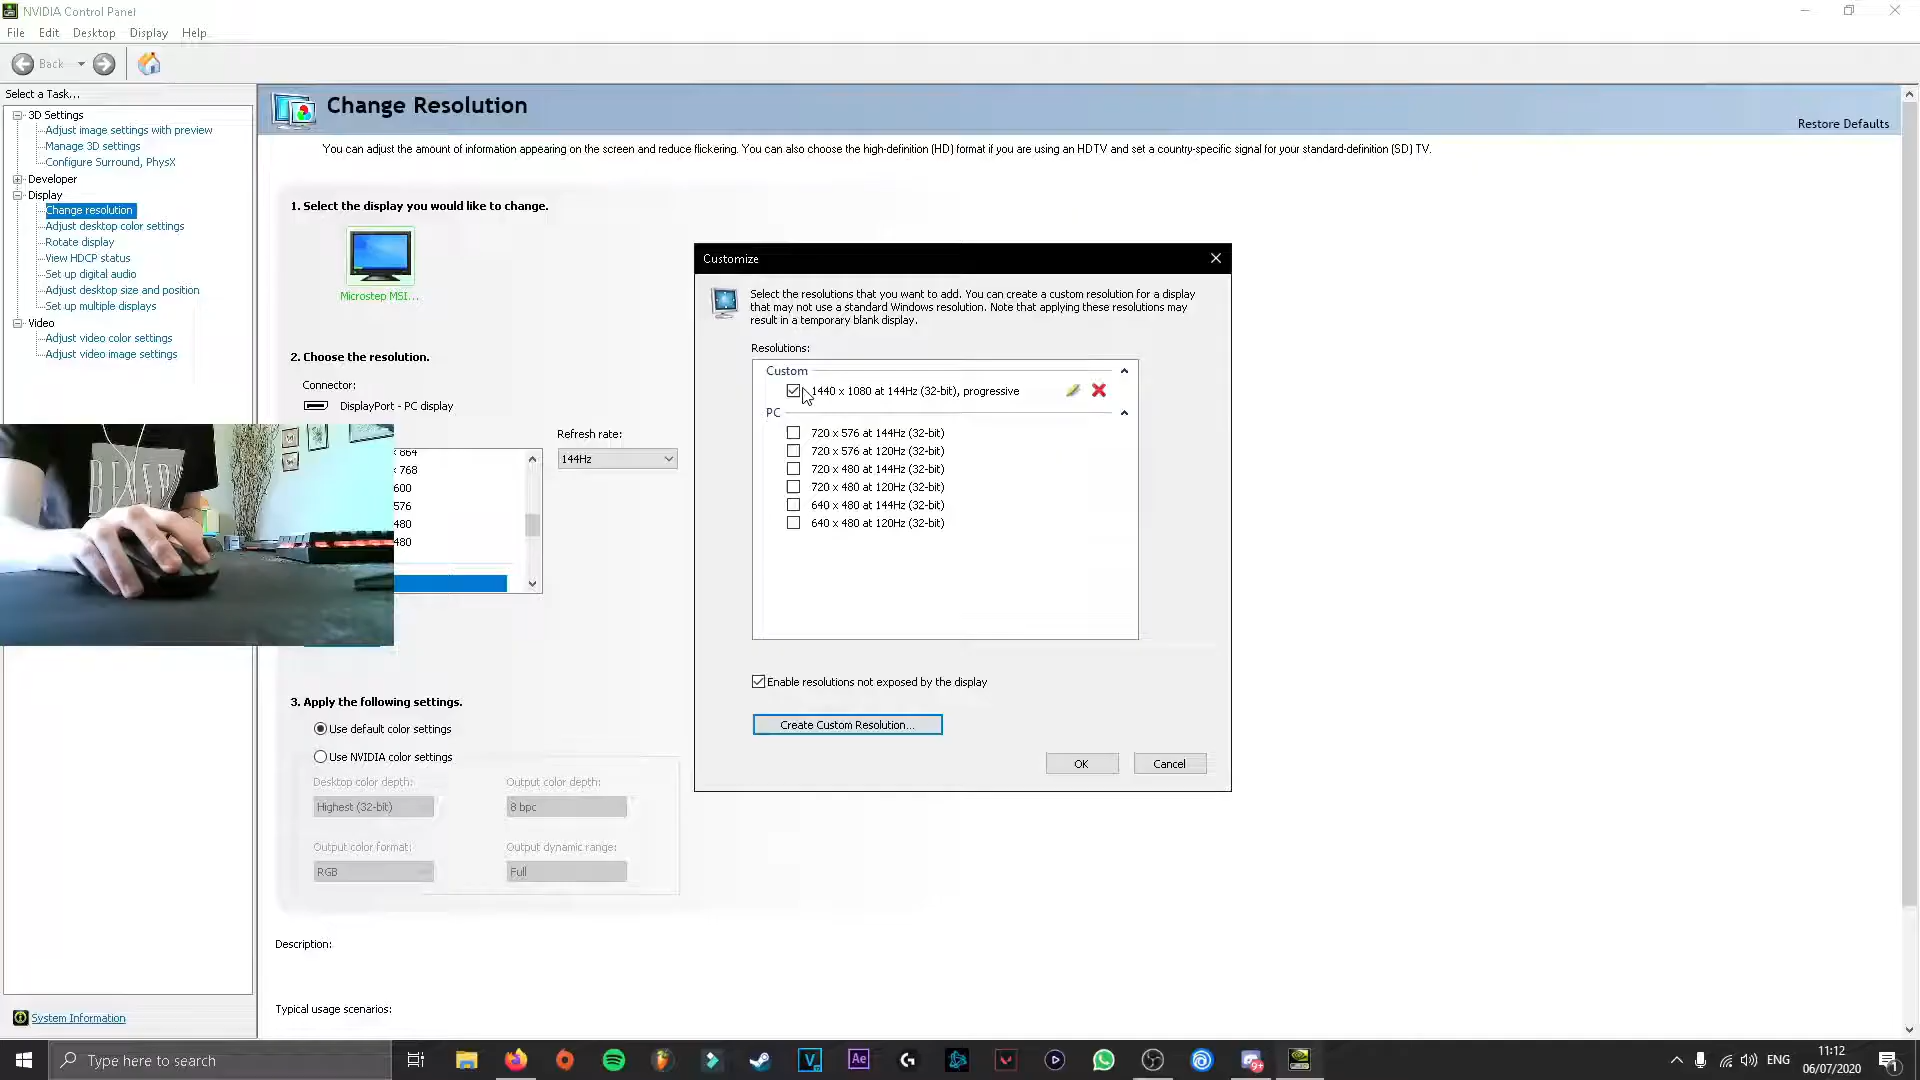 NVIDIA Control Panel
File Edit Desktop Display Help
Back
Select a Task...
3D Settings
Adjust image settings with preview
Manage 3D settings
Configure Surround, PhysX
Developer
Display
Change resolution
Adjust desktop color settings
Rotate display
View HDCP status
Set up digital audio
Adjust desktop size and position
Set up multiple displays
Video
Adjust video color settings
Adjust video image settings
System Information
Change Resolution
Restore Defaults
You can adjust the amount of information appearing on the screen and reduce flickering. You can also choose the high-definition (HD) format if you are using an HDTV and set a country-specific signal for your standard-definition (SD) TV.
1. Select the display you would like to change.
Microstep MSI...
2. Choose the resolution.
Connector:
DisplayPort - PC display
Refresh rate:
144Hz
× 864
× 768
600
576
480
480
3. Apply the following settings.
Use default color settings
Use NVIDIA color settings
Desktop color depth:
Highest (32-bit)
Output color depth:
8 bpc
Output color format:
RGB
Output dynamic range:
Full
Description:
Typical usage scenarios:
Customize
Select the resolutions that you want to add. You can create a custom resolution for a display
that may not use a standard Windows resolution. Note that applying these resolutions may
result in a temporary blank display.
Resolutions:
Custom
1440 x 1080 at 144Hz (32-bit), progressive
PC
720 x 576 at 144Hz (32-bit)
720 x 576 at 120Hz (32-bit)
720 x 480 at 144Hz (32-bit)
720 x 480 at 120Hz (32-bit)
640 x 480 at 144Hz (32-bit)
640 x 480 at 120Hz (32-bit)
Enable resolutions not exposed by the display
Create Custom Resolution...
OK
Cancel
Type here to search
V
Ae
9+
ENG
11:12
06/07/2020
1